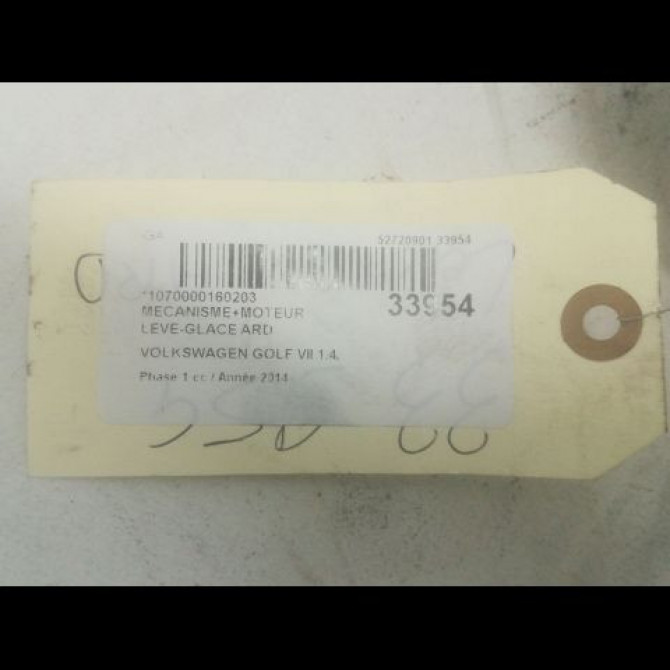 52720901 33954
*1070000160203
33954
MECANISME+MOTEUR
LEVE-GLACE ARD
VOLKSWAGEN GOLF VII 1.4,
Phase 1 cc / Année 2014